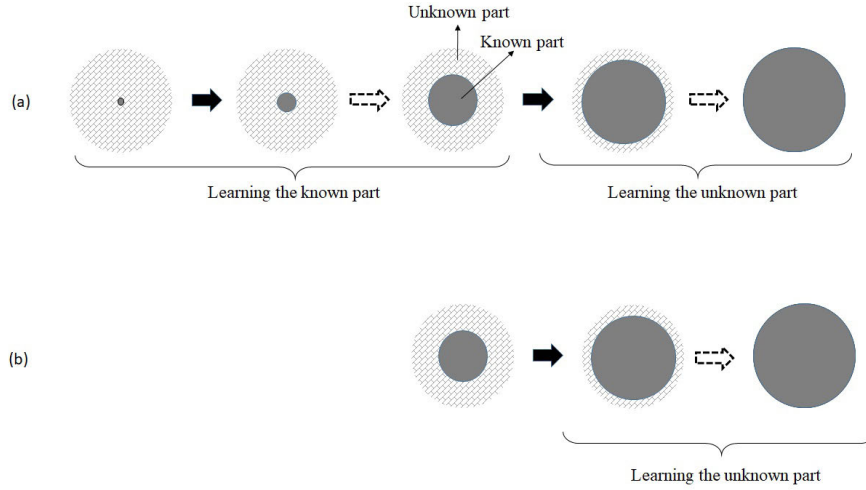 Unknown part
Known part
(a)
Learning the known part
Learning the unknown part
(b)
Learning the unknown part